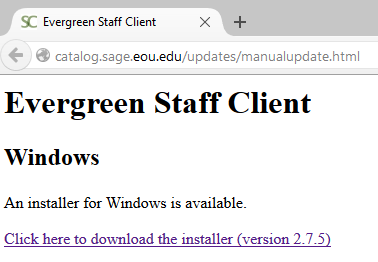 SC Evergreen Staff Client
catalog.sage.eou.edu/updates/manualupdate.html
Evergreen Staff Client
Windows
An installer for Windows is available.
Click here to download the installer (version 2.7.5)